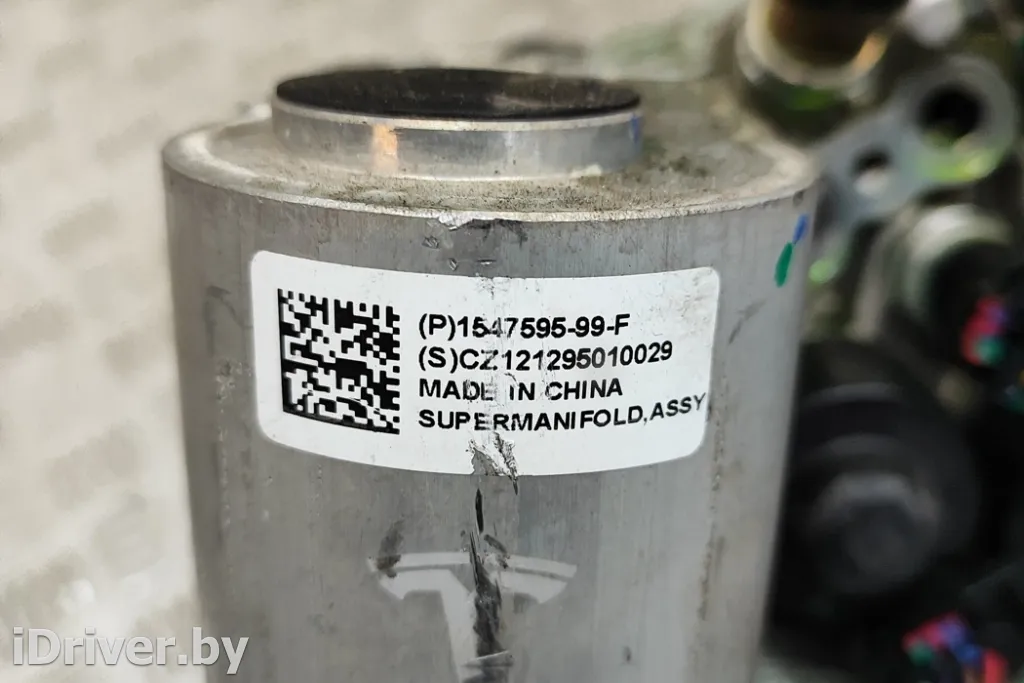 (P)1547595-99-F
(S)CZ121295010029
MADE IN CHINA
SUPERMANIFOLD,ASSY
iDriver.by